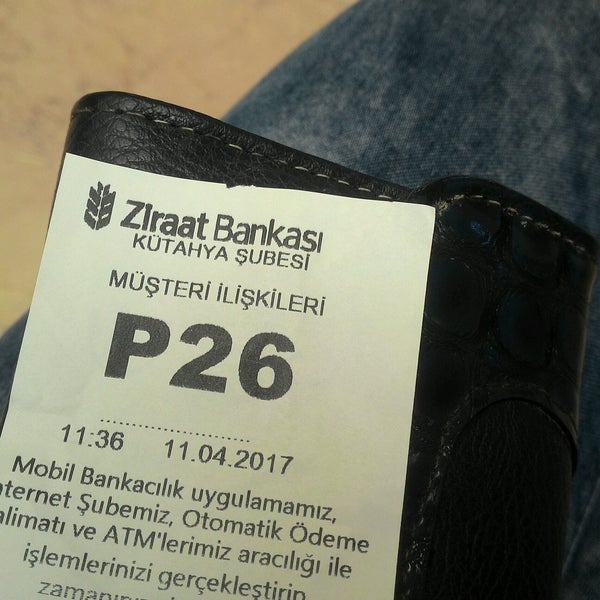 Ziraat Bankası
KÜTAHYA ŞUBESİ
MÜŞTERİ İLİŞKİLERİ
P26
11:36 11.04.2017
Mobil Bankacılık uygulamamız,
nternet Şubemiz, Otomatik Ödeme
alimatı ve ATM'lerimiz aracılığı ile
işlemlerinizi gerçekleştirin